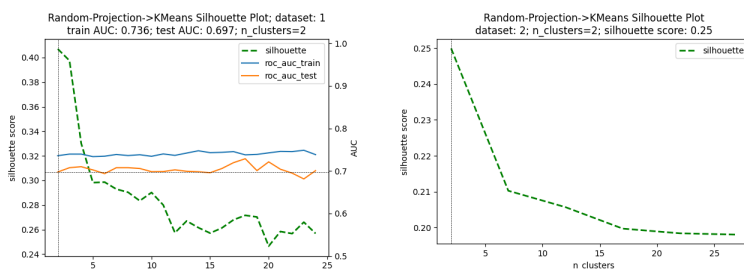 Random-Projection->KMeans Silhouette Plot; dataset: 1
train AUC: 0.736; test AUC: 0.697; n_clusters=2
silhouette
roc_auc_train
roc_auc_test
silhouette score
0.40
0.38
0.36
0.34
0.32
0.30
0.28
0.26
0.24
1.0
0.9
0.8
0.7
0.6
0.5
AUC
5
10
15
20
25
Random-Projection->KMeans Silhouette Plot
dataset: 2; n_clusters=2; silhouette score: 0.25
silhouette
silhouette score
0.25
0.24
0.23
0.22
0.21
0.20
5
10
15
20
25
n clusters